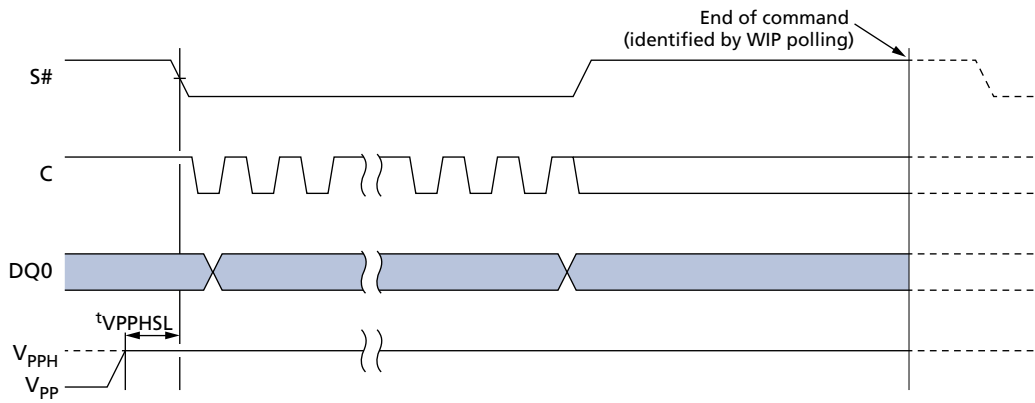 End of command
(identified by WIP polling)
S#
C
DQ0
tVPPHSL
VPPH
VPP